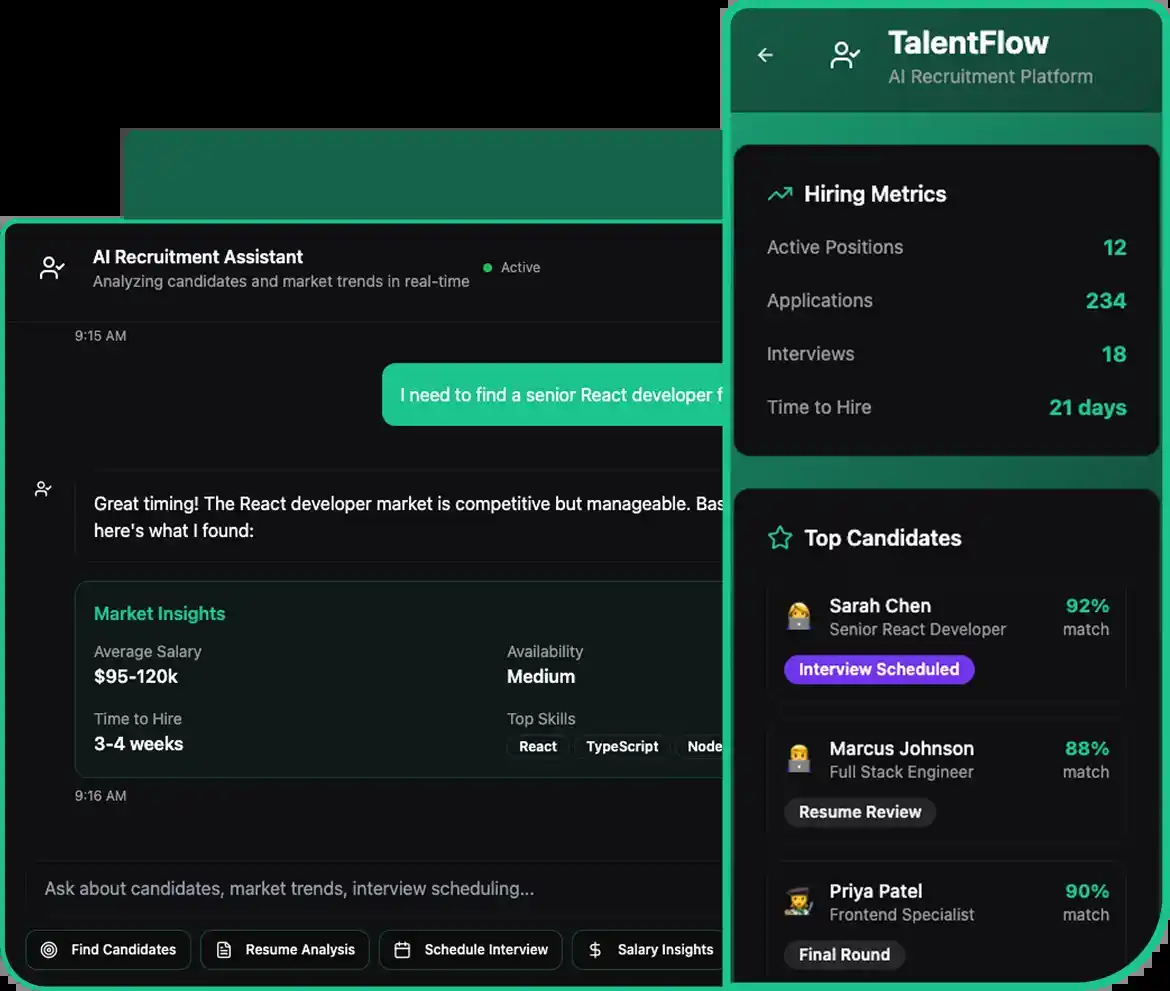 TalentFlow
AI Recruitment Platform
Hiring Metrics
Active Positions 12
Applications 234
Interviews 18
Time to Hire 21 days
Top Candidates
Sarah Chen 92%
Senior React Developer match
Interview Scheduled
Marcus Johnson 88%
Full Stack Engineer match
Resume Review
Priya Patel 90%
Frontend Specialist match
Final Round
AI Recruitment Assistant
Analyzing candidates and market trends in real-time
Active
9:15 AM
I need to find a senior React developer f
Great timing! The React developer market is competitive but manageable. Bas
here's what I found:
Market Insights
Average Salary Availability
$95-120k Medium
Time to Hire Top Skills
3-4 weeks React TypeScript Node
9:16 AM
Ask about candidates, market trends, interview scheduling...
Find Candidates Resume Analysis Schedule Interview Salary Insights